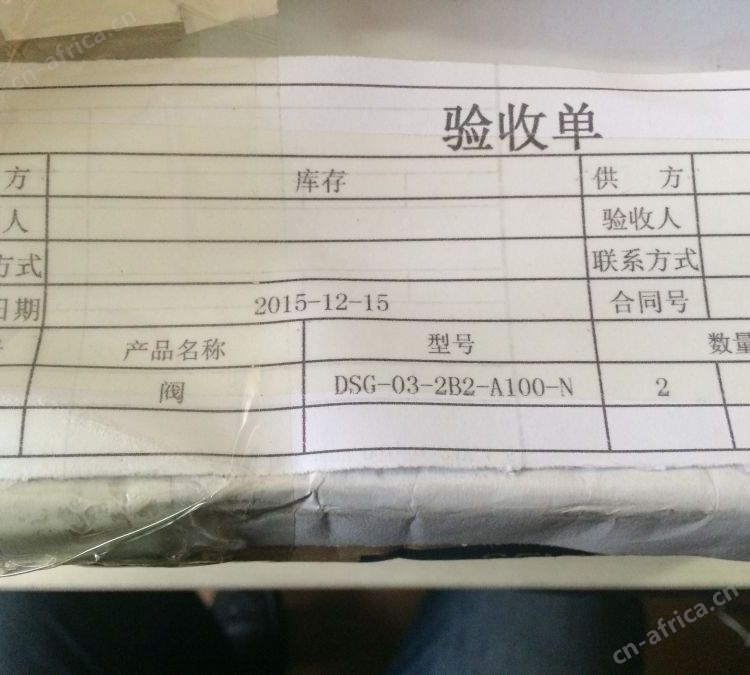 cn-africa.cn
验收单
方 库存 供 方
人 验收人
方式 联系方式
日期 2015-12-15 合同号
产品名称 型号 数量
阀 DSG-03-2B2-A100-N 2
cn-africa.cn